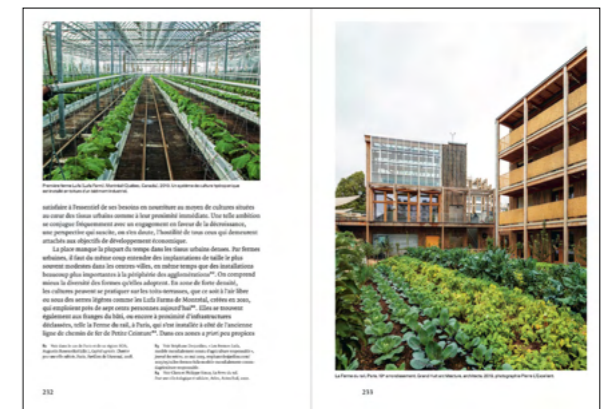 Première ferme Lufa (Lufa Farm), Montréal (Québec, Canada), 2010. Un système de culture hydroponique
satisfaire à l'essentiel de ses besoins en nourriture au moyen de cultures situées
au cœur des tissus urbains comme à leur proximité immédiate. Une telle ambition
se conjugue fréquemment avec un engagement en faveur de la décroissance,
une perspective qui suscite, on s'en doute, l'hostilité de tous ceux qui demeurent
attachés aux objectifs de développement économique.
La place manque la plupart du temps dans les tissus urbains denses. Par fermes
urbaines, il faut du même coup entendre des implantations de taille le plus
souvent modestes dans les centres-villes, en même temps que des installations
beaucoup plus importantes à la périphérie des agglomérations. On comprend
mieux la diversité des formes qu'elles adoptent. En zone de forte densité,
les cultures peuvent se pratiquer sur les toits-terrasses, que ce soit à l'air libre
ou sous des serres légères comme les Lufa Farms de Montréal, créées en 2010,
qui emploient près de sept cents personnes aujourd'hui. Elles se trouvent
également aux franges du bâti, ou encore à proximité d'infrastructures
déclassées, telle la Ferme du rail, à Paris, qui s'est installée à côté de l'ancienne
ligne de chemin de fer de Petite Ceinture. Dans ces zones a priori peu propices
232
La Ferme du rail, Paris, 19e arrondissement, Grand Huit architecture, architecte, 2019, photographie
233